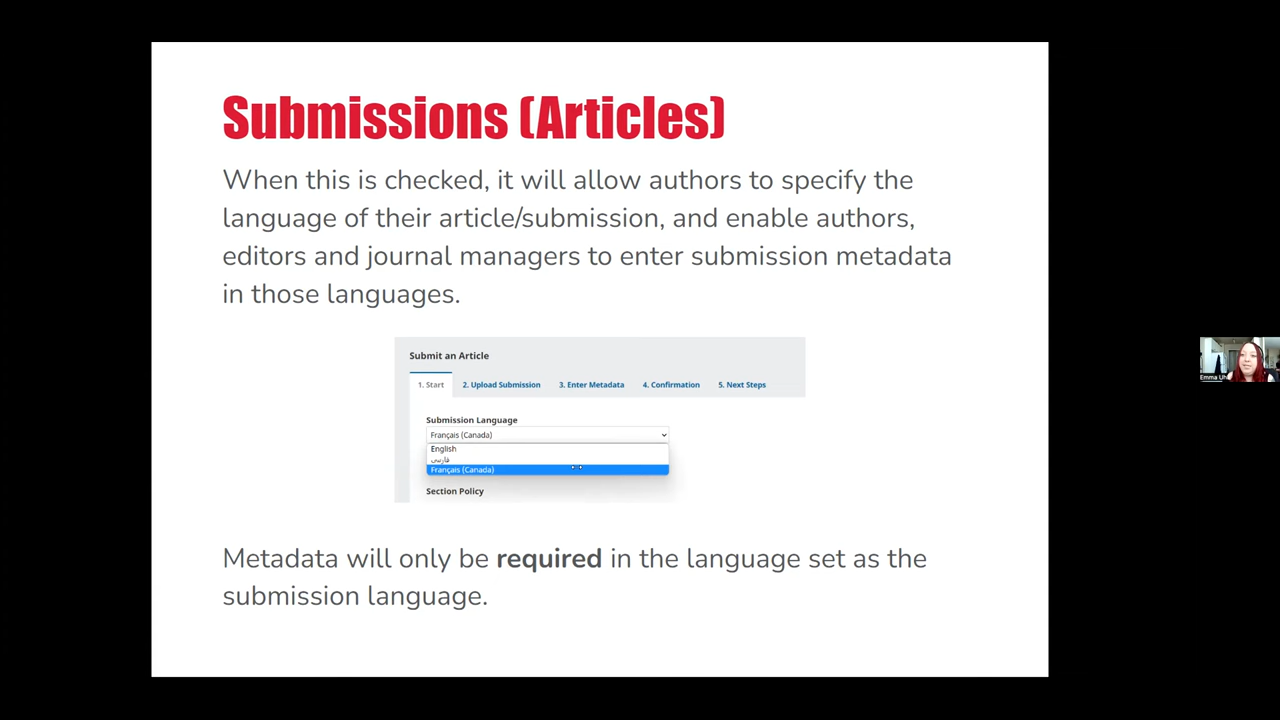 Submissions (Articles)
When this is checked, it will allow authors to specify the
language of their article/submission, and enable authors,
editors and journal managers to enter submission metadata
in those languages.
Submit an Article
1. Start 2. Upload Submission 3. Enter Metadata 4. Confirmation 5. Next Steps
Submission Language
Français (Canada)
English
فارسی
Français (Canada)
Section Policy
Metadata will only be required in the language set as the
submission language.
Emma